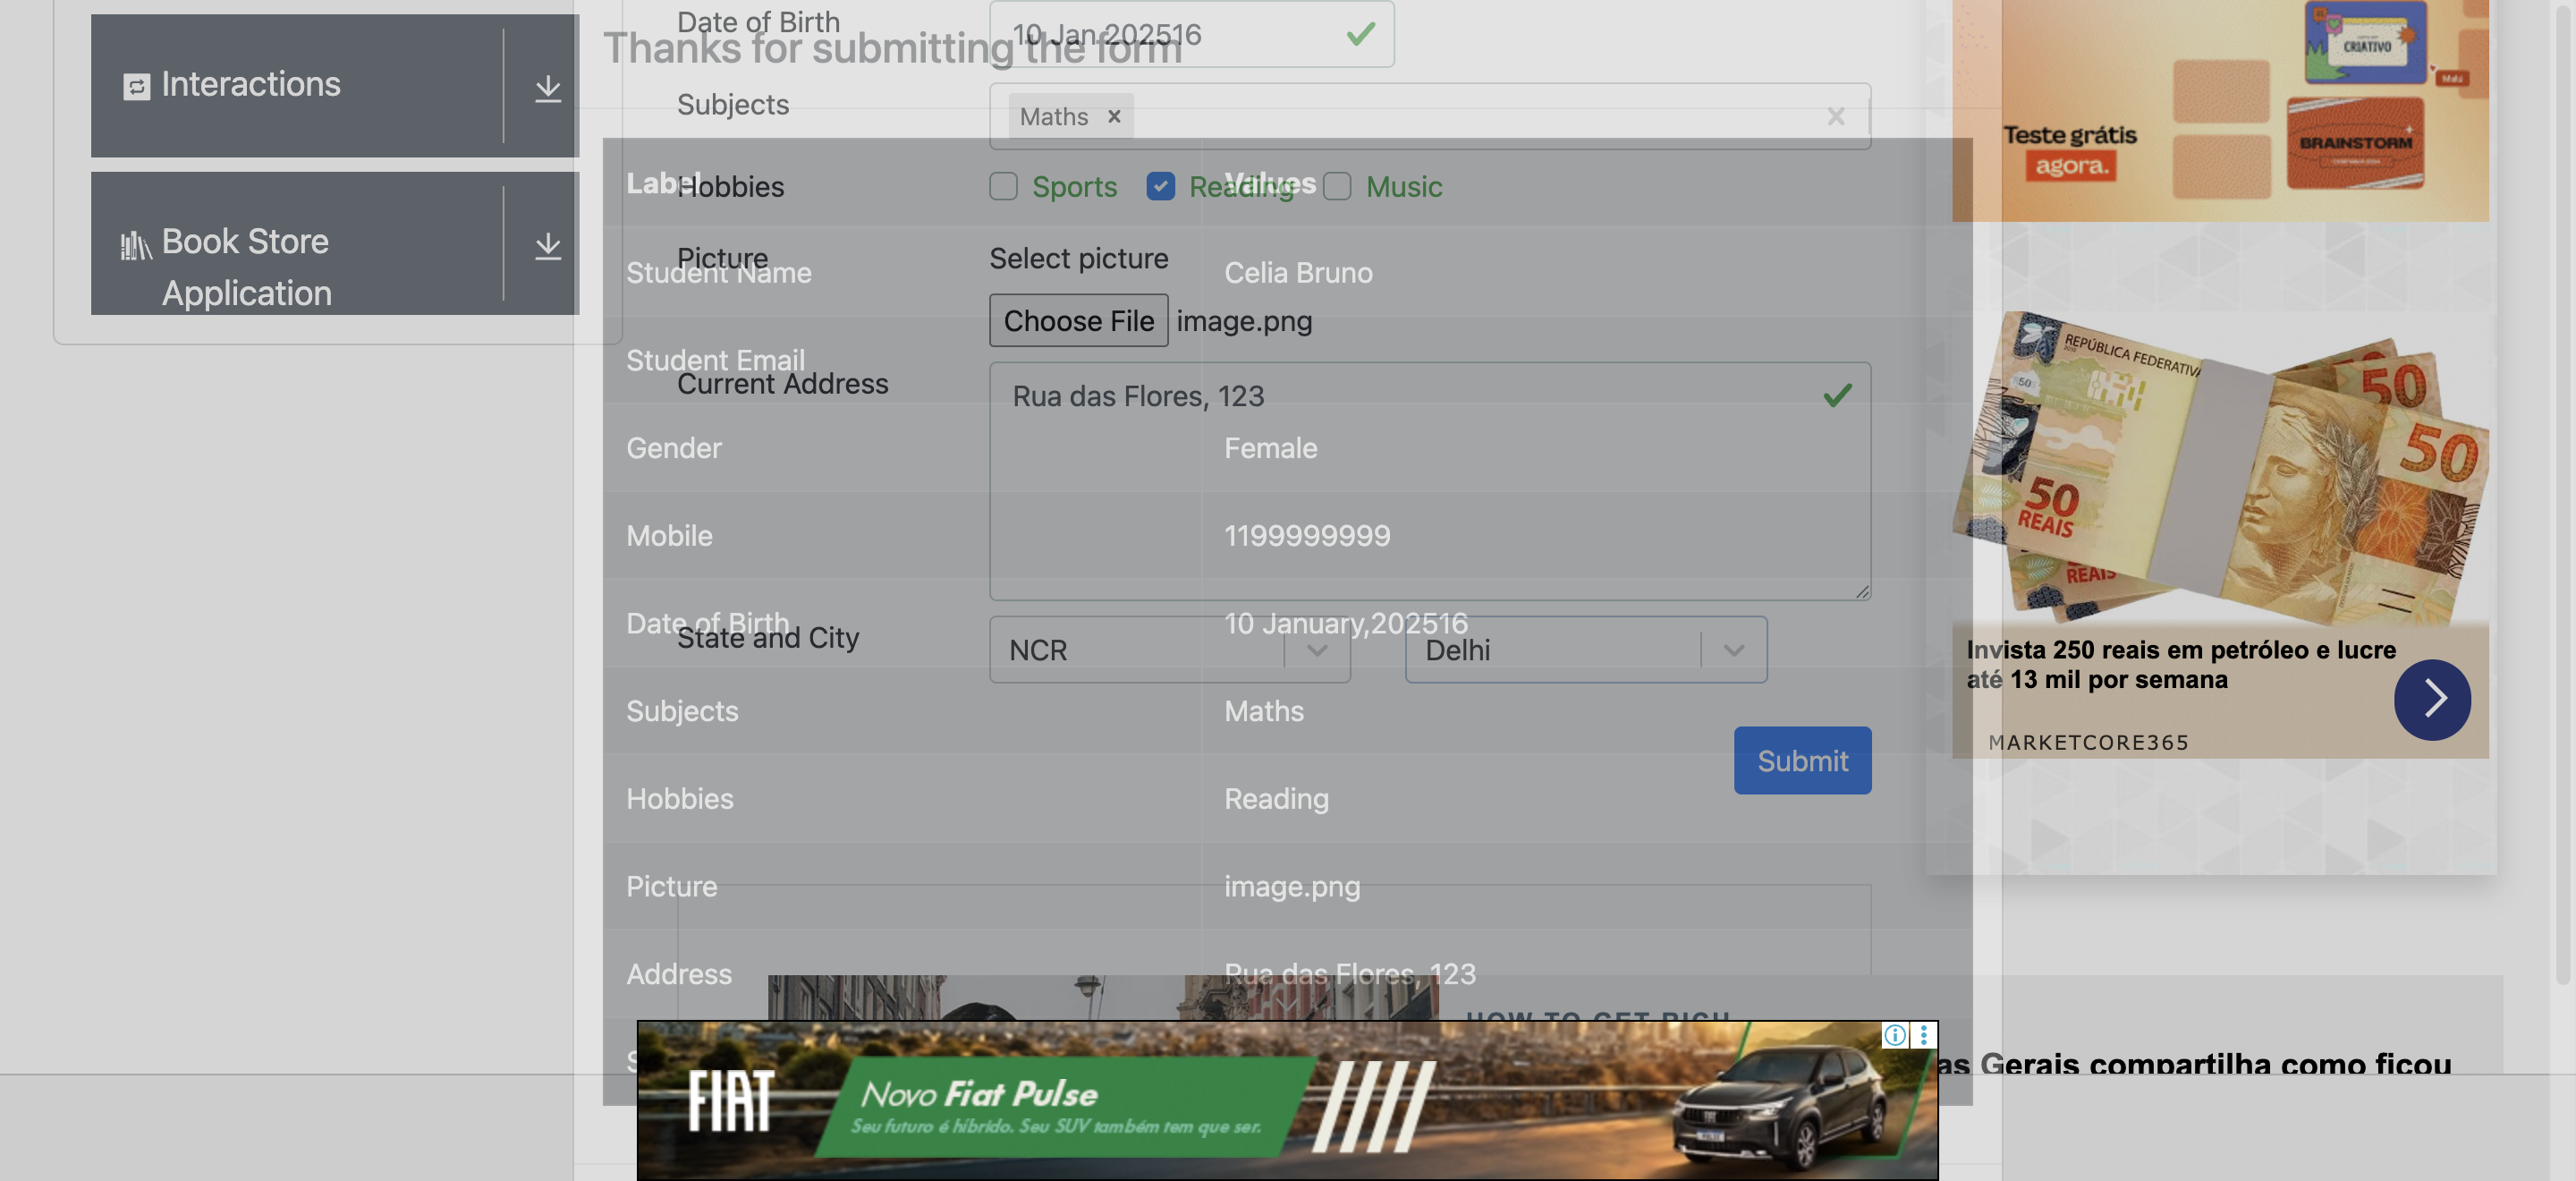 Interactions
Book Store
Application
Thanks for submitting the form
Date of Birth
10 Jan 202516
Subjects
Maths
Hobbies
Sports
Reading
Music
Picture
Select picture
Choose File image.png
Current Address
Rua das Flores, 123
State and City
NCR
Delhi
Submit
Label Values
Student Name Celia Bruno
Student Email
Gender Female
Mobile 1199999999
Date of Birth 10 January,202516
Subjects Maths
Hobbies Reading
Picture image.png
Address Rua das Flores, 123
S
HOW TO GET RICH
FIAT
Novo Fiat Pulse
Seu futuro é híbrido. Seu SUV também tem que ser.
CRIATIVO
Malú
Teste grátis
agora.
BRAINSTORM
REPÚBLICA FEDERATIVA
50
50
50
50
REAIS
REAIS
Invista 250 reais em petróleo e lucre
até 13 mil por semana
MARKETCORE365
as Gerais compartilha como ficou